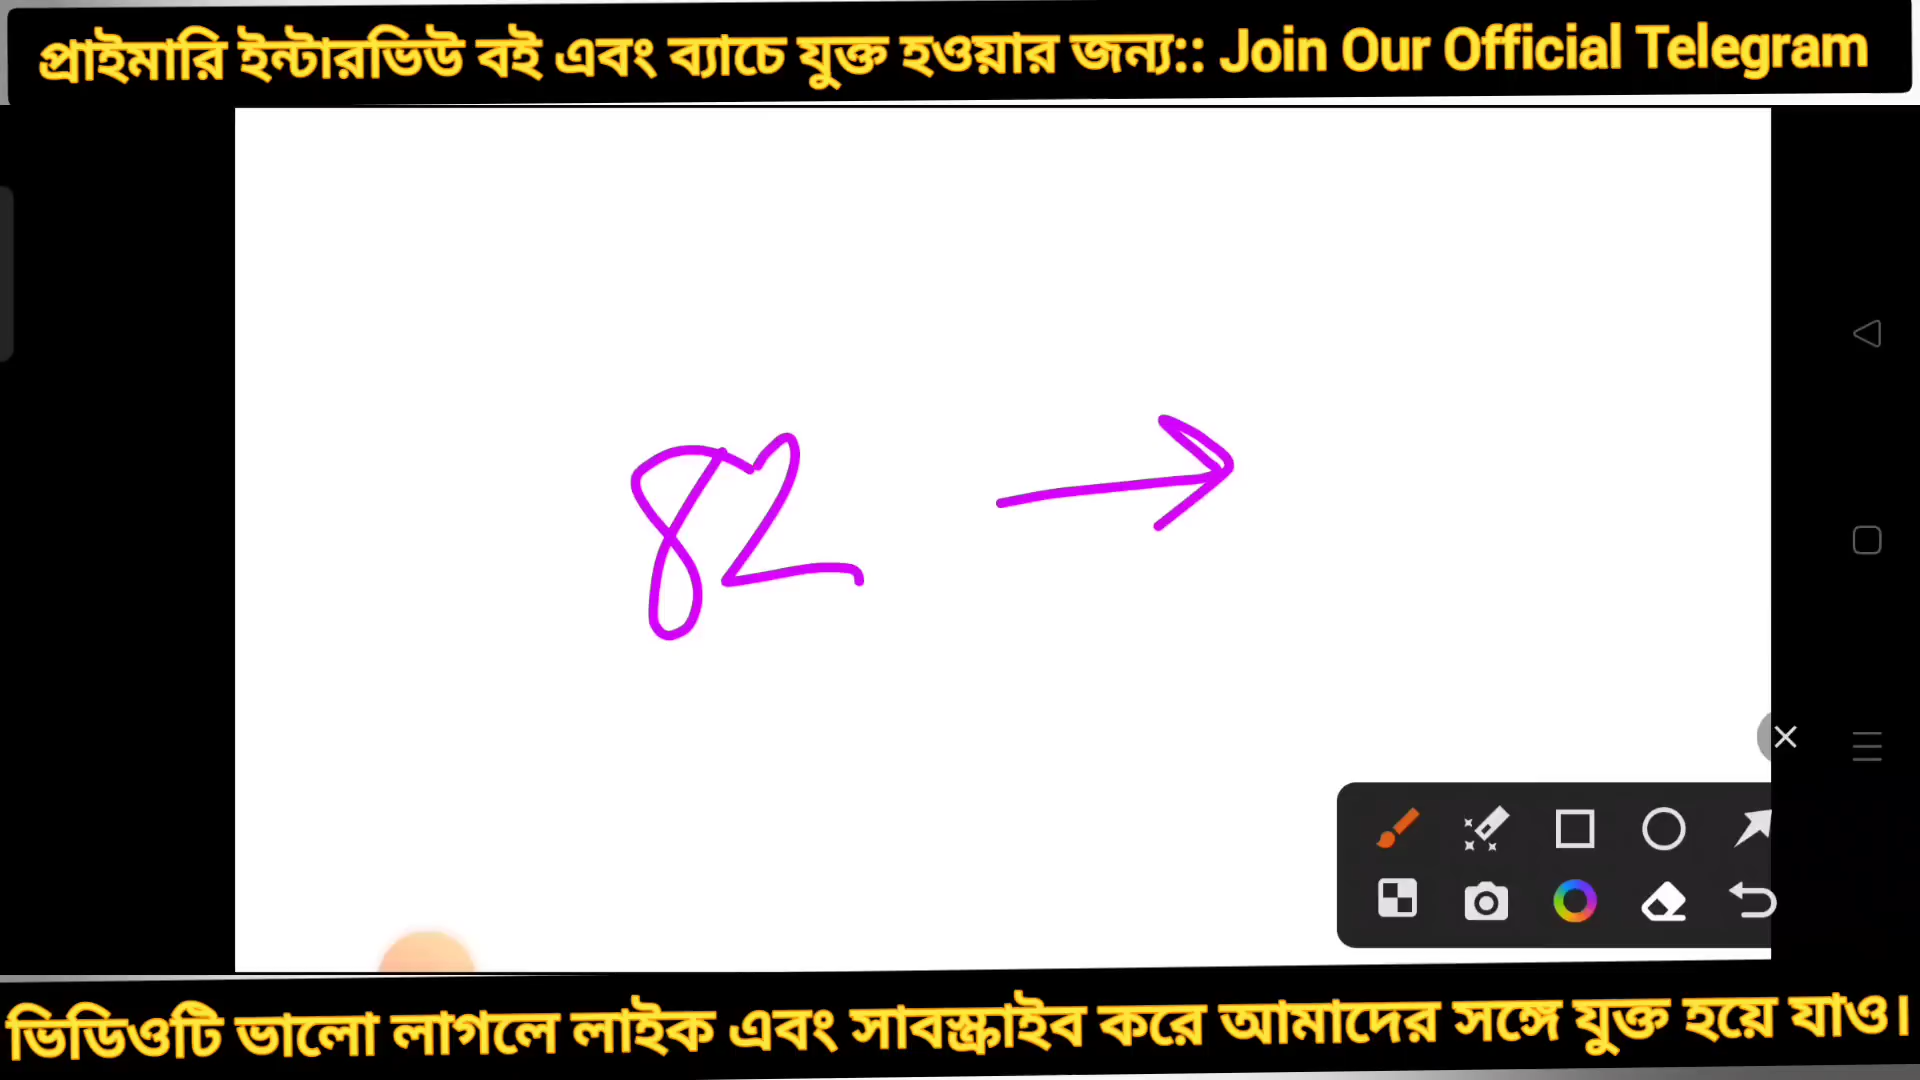 প্রাইমারি ইন্টারভিউ বই এবং ব্যাচে যুক্ত হওয়ার জন্য:: Join Our Official Telegram
82 →
ভিডিওটি ভালো লাগলে লাইক এবং সাবস্ক্রাইব করে আমাদের সঙ্গে যুক্ত হয়ে যাও।